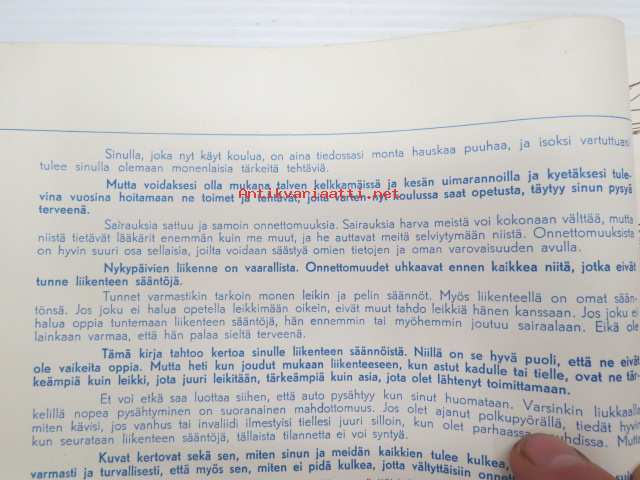 Sinulla, joka nyt käyt koulua, on aina tiedossasi monta hauskaa puuhaa, ja isoksi vartuttuasi
tulee sinulla olemaan monenlaisia tärkeitä tehtäviä.
Mutta voidaksesi olla mukana talven kelkkamäissä ja kesän uimarannoilla ja kyetäksesi tule-
vina vuosina hoitamaan ne toimet ja tehtävät, joita varten nyt koulussa saat opetusta, täytyy sinun pysyä
terveenä.
Antikvariaatti.net
Sairauksia sattuu ja samoin onnettomuuksia. Sairauksia harva meistä voi kokonaan välttää, mutta
niistä tietävät lääkärit enemmän kuin me muut, ja he auttavat meitä selviytymään niistä. Onnettomuuksista
on hyvin suuri osa sellaisia, joilta voidaan säästyä omien tietojen ja oman varovaisuuden avulla.
Nykypäivien liikenne on vaarallista. Onnettomuudet uhkaavat ennen kaikkea niitä, jotka eivät
tunne liikenteen sääntöjä.
Tunnet varmastikin tarkoin monen leikin ja pelin säännöt. Myös liikenteellä on omat sään-
tönsä. Jos joku ei halua opetella leikkimään oikein, eivät muut tahdo leikkiä hänen kanssaan. Jos joku ei
halua oppia tuntemaan liikenteen sääntöjä, hän ennemmin tai myöhemmin joutuu sairaalaan. Eikä ole
lainkaan varmaa, että hän palaa sieltä terveenä.
Tämä kirja tahtoo kertoa sinulle liikenteen säännöistä. Niillä on se hyvä puoli, että ne eivät
ole vaikeita oppia. Mutta heti kun joudut mukaan liikenteeseen, kun astut kadulle tai tielle, ovat ne tär-
keämpiä kuin leikki, jota juuri leikitään, tärkeämpiä kuin asia, jota olet lähtenyt toimittamaan.
Et voi etkä saa luottaa siihen, että auto pysähtyy kun sinut huomataan. Varsinkin liukkaalla
kelillä nopea pysähtyminen on suoranainen mahdottomuus. Jos olet ajanut polkupyörällä, tiedät hyvin
miten kävisi, jos vanhus tai invaliidi ilmestyisi tiellesi juuri silloin, kun olet parhaassa vauhdissa. Mutta
kun seurataan liikenteen sääntöjä, tällaista tilannetta ei voi syntyä.
Kuvat kertovat sekä sen, miten sinun ja meidän kaikkien tulee kulkea,
varmasti ja turvallisesti, että myös sen, miten ei pidä kulkea, jotta vältyttäisiin